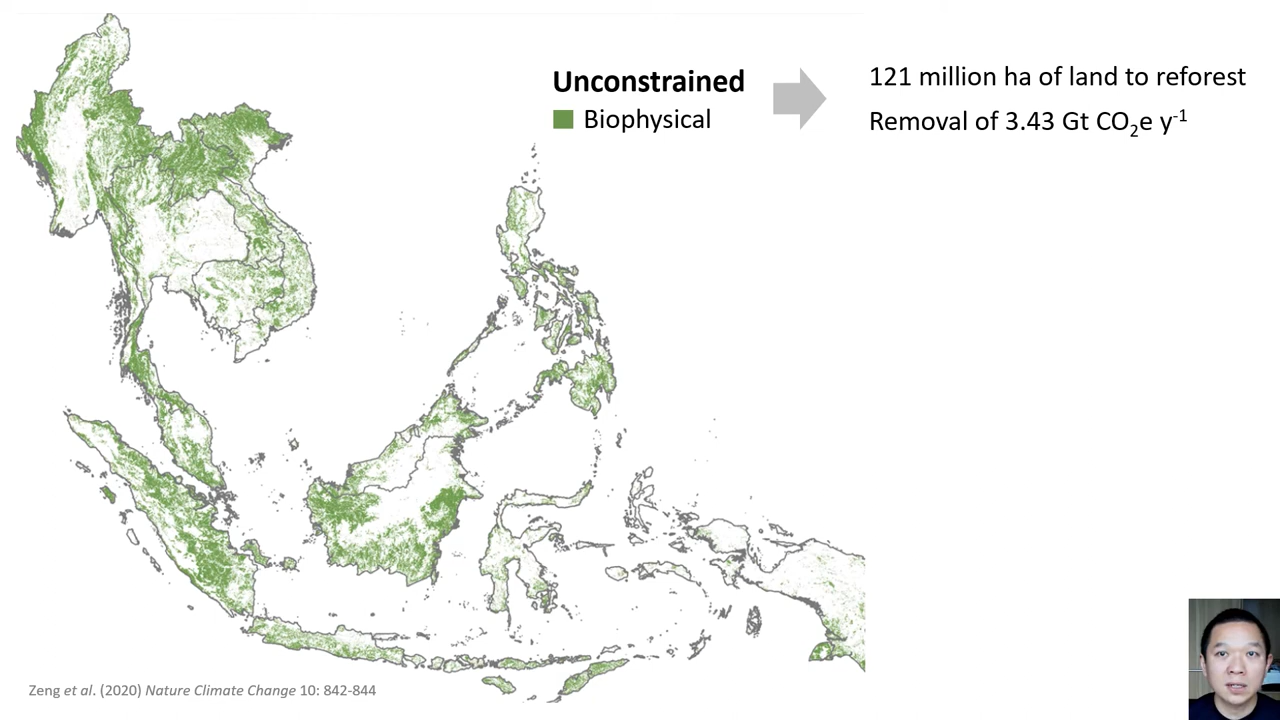 Unconstrained
Biophysical
121 million ha of land to reforest
Removal of 3.43 Gt CO₂e y⁻¹
Zeng et al. (2020) Nature Climate Change 10: 842-844